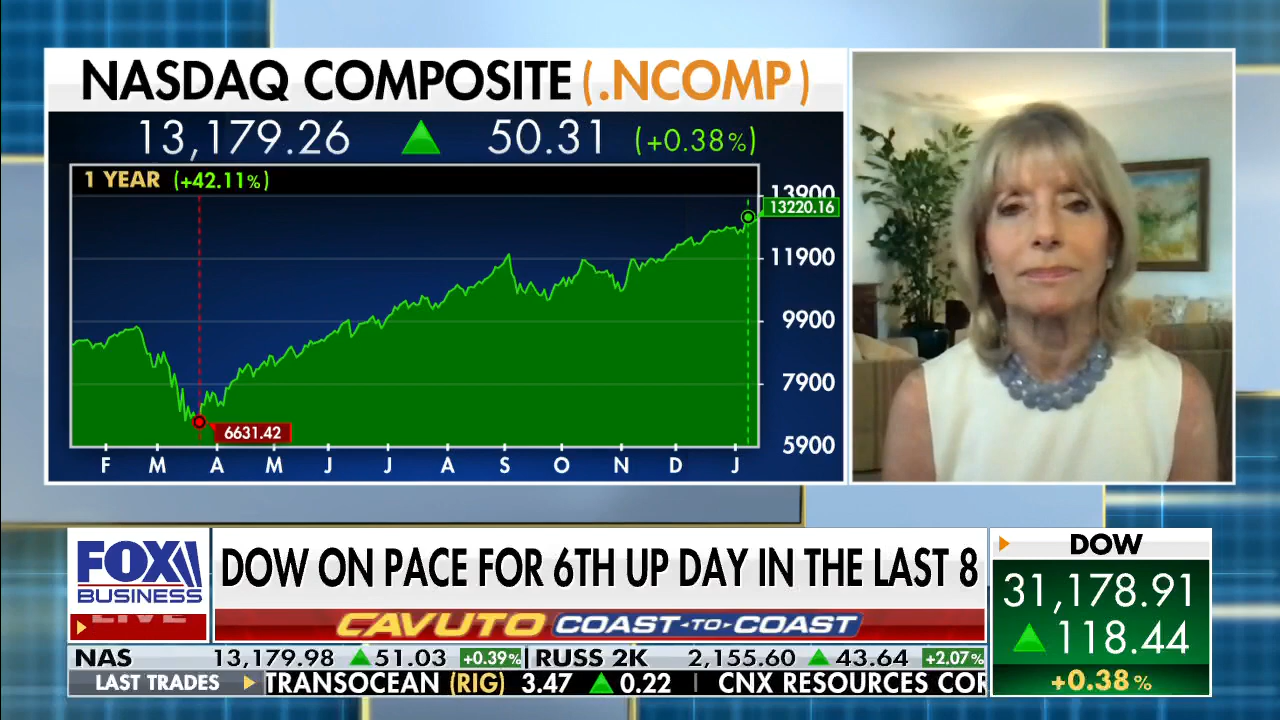 NASDAQ COMPOSITE (.NCOMP)
13,179.26 ▲ 50.31 (+0.38%)
1 YEAR (+42.11%)
13900
13220.16
11900
9900
7900
6631.42
5900
F M A M J J A S O N D J
FOX BUSINESS
LIVE
DOW ON PACE FOR 6TH UP DAY IN THE LAST 8
CAVUTO COAST-TO-COAST
DOW
31,178.91
▲ 118.44
+0.38%
NAS 13,179.98 ▲ 51.03 +0.39% RUSS 2K 2,155.60 ▲ 43.64 +2.07%
LAST TRADES TRANSOCEAN (RIG) 3.47 ▲ 0.22 | CNX RESOURCES COR